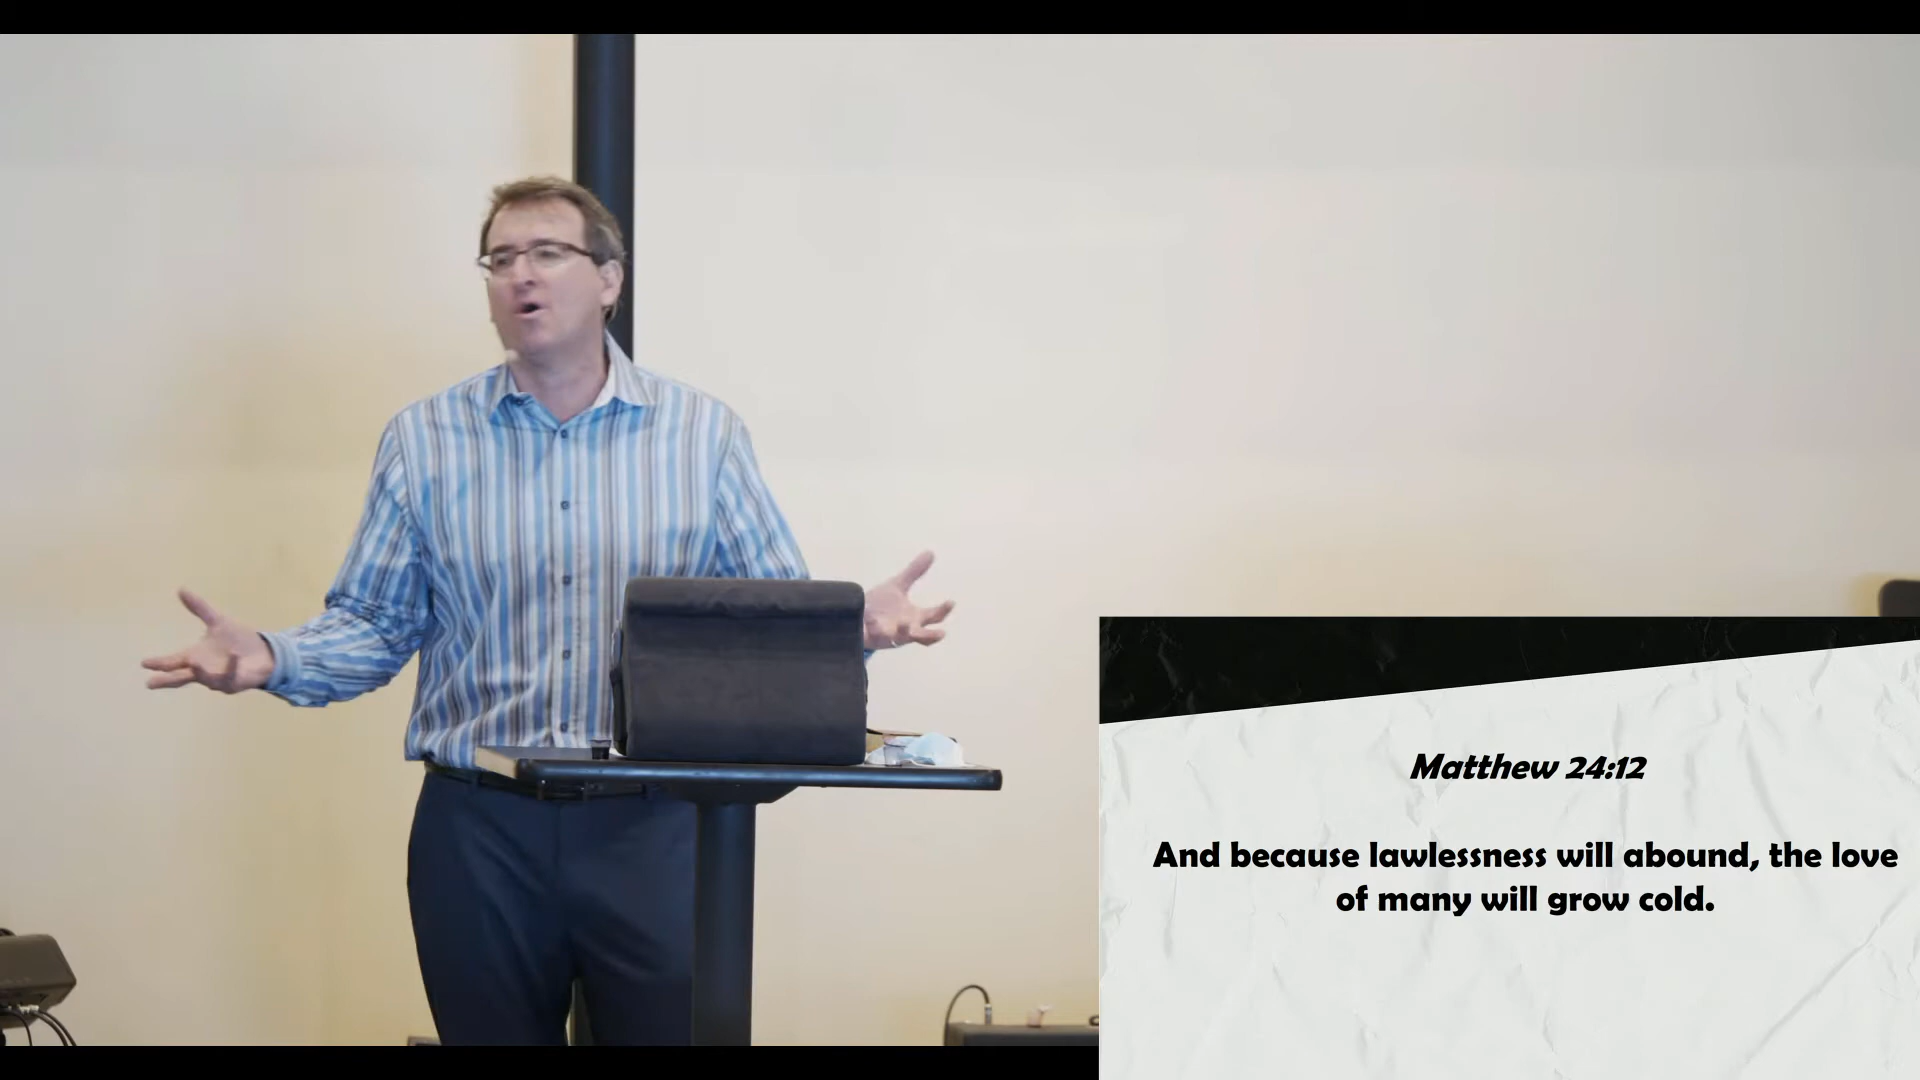 Matthew 24:12
And because lawlessness will abound, the love
of many will grow cold.